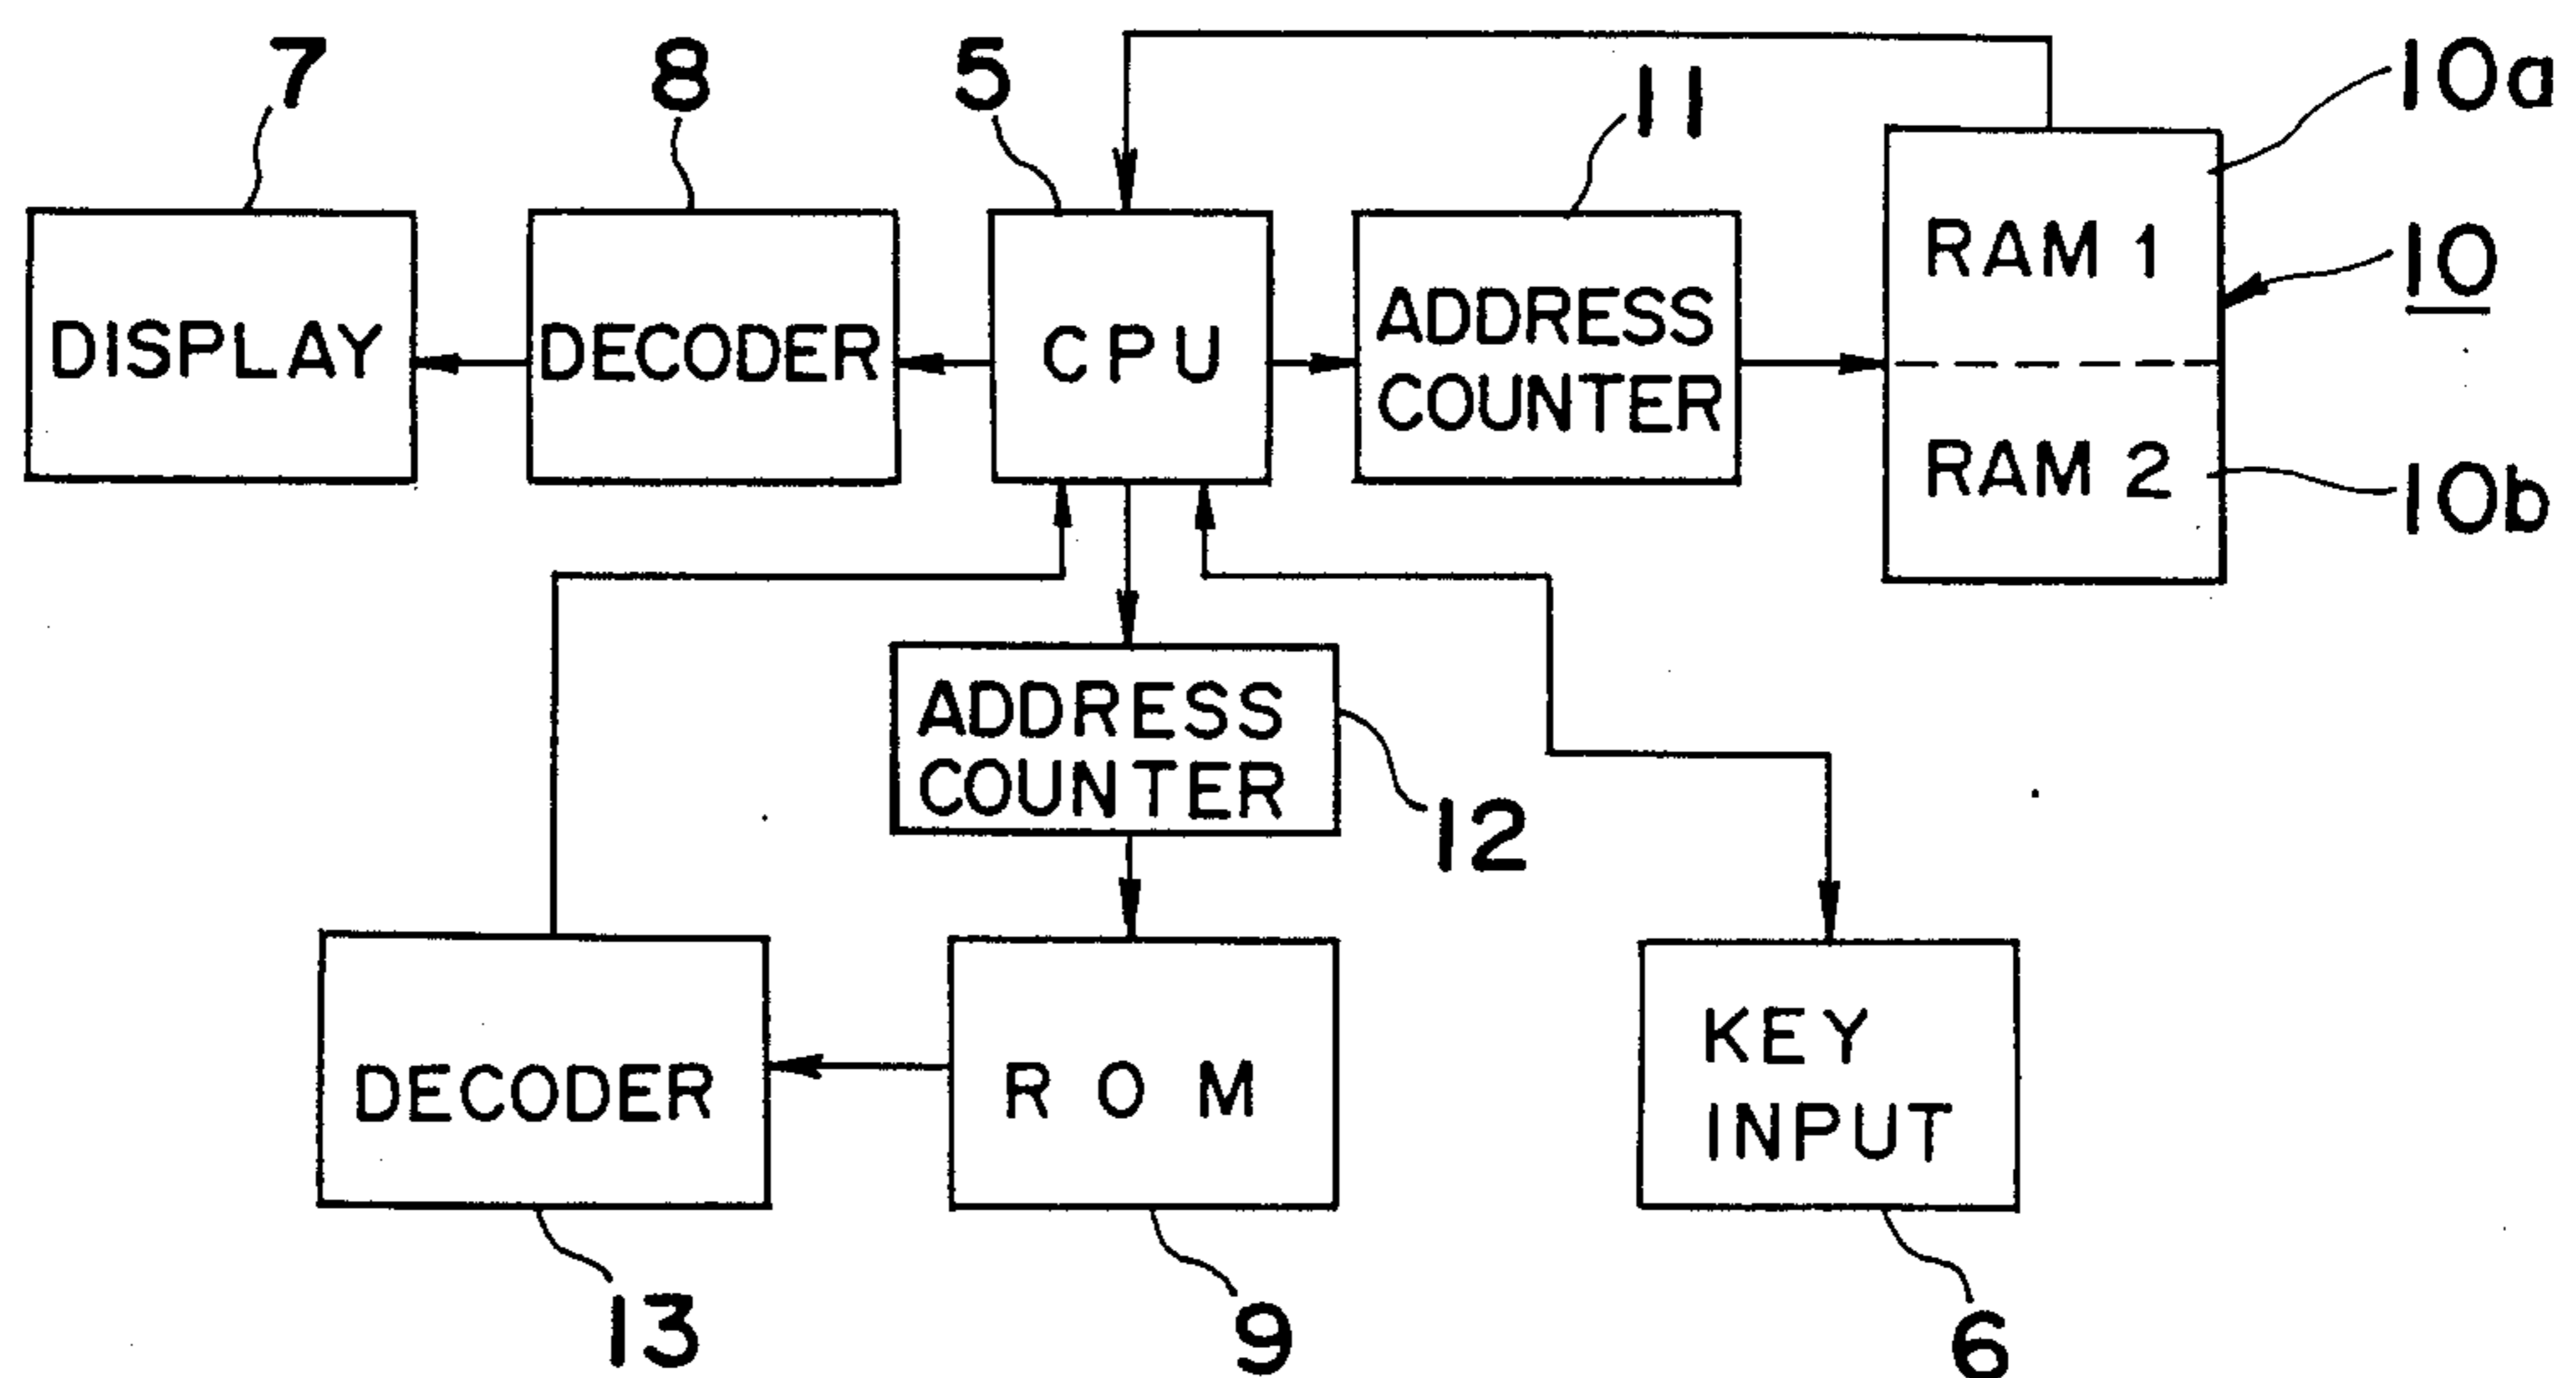 7
8
5
11
10a
RAM 1
10
DISPLAY
DECODER
CPU
ADDRESS
COUNTER
RAM 2
10b
ADDRESS
COUNTER
12
DECODER
ROM
KEY
INPUT
13
9
6